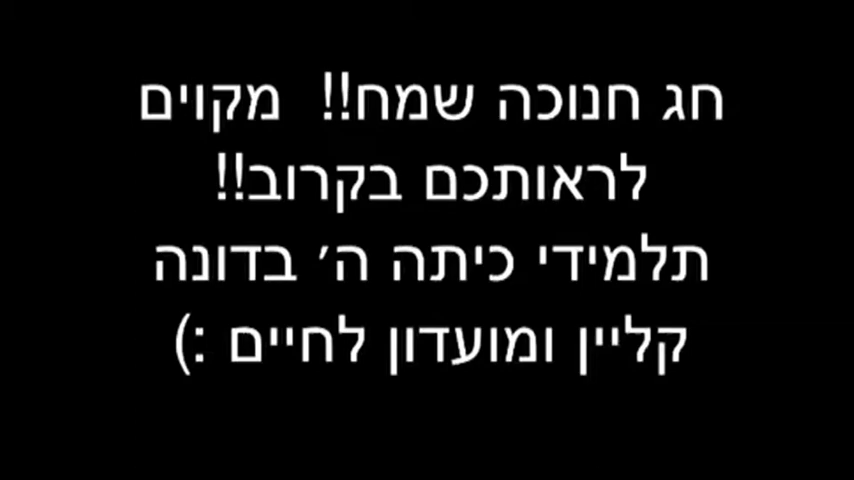 חג חנוכה שמח!!  מקוים
לראותכם בקרוב!!
תלמידי כיתה ה׳ בדונה
קליין ומועדון לחיים :)